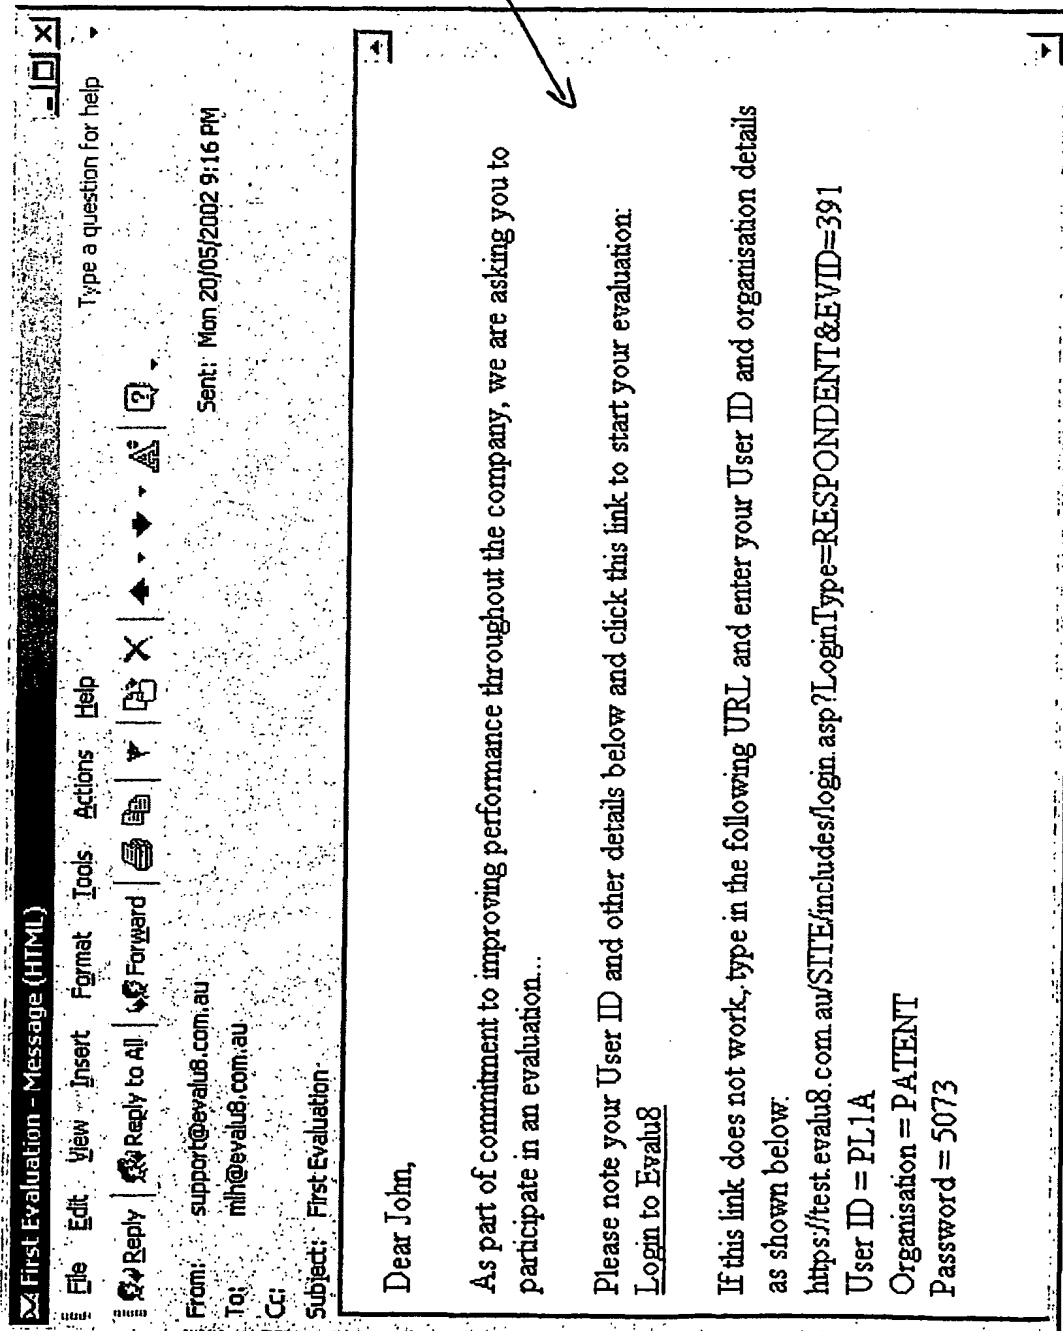 First Evaluation - Message (HTML)
File Edit View Insert Format Tools Actions Help Type a question for help
Reply Reply to All Forward
From: support@evalu8.com.au Sent: Mon 20/05/2002 9:16 PM
To: mlh@evalu8.com.au
Cc:
Subject: First Evaluation
Dear John,
As part of commitment to improving performance throughout the company, we are asking you to
participate in an evaluation...
Please note your User ID and other details below and click this link to start your evaluation:
Login to Evalu8
If this link does not work, type in the following URL and enter your User ID and organisation details
as shown below.
https://test.evalu8.com.au/SITE/includes/login.asp?LoginType=RESPONDENT&EVID=391
User ID = PL1A
Organisation = PATENT
Password = 5073